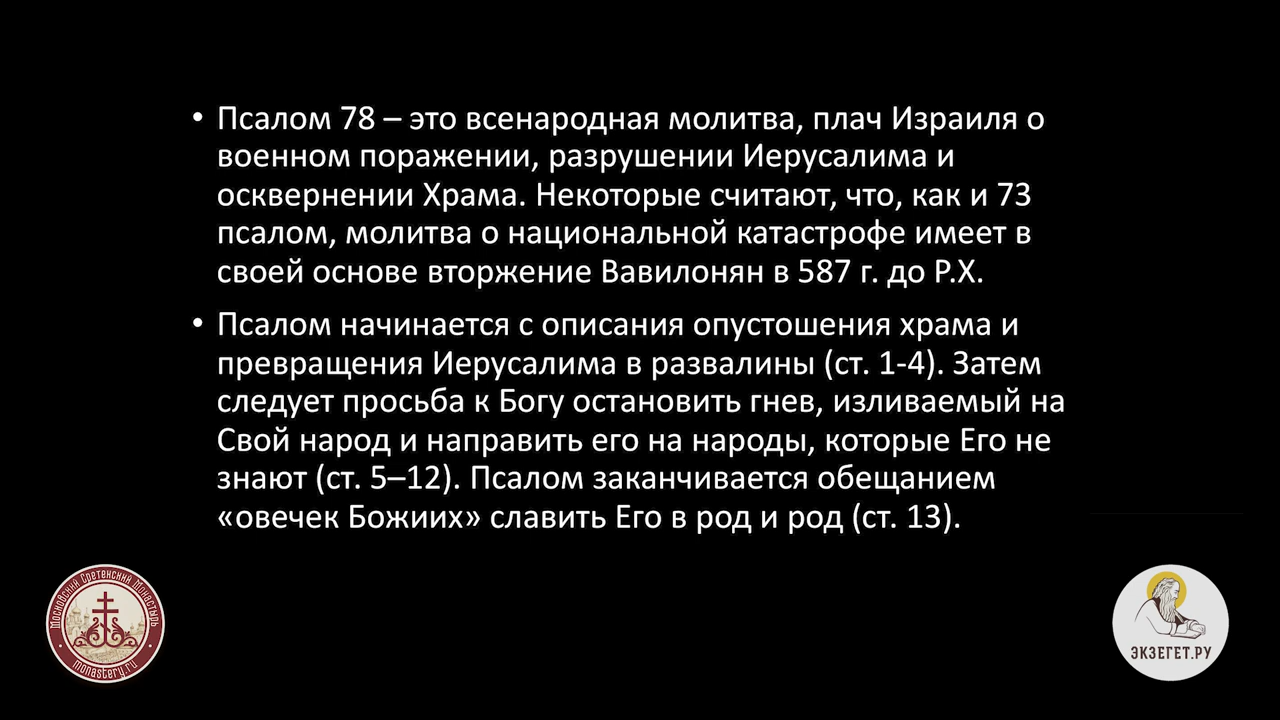 • Псалом 78 – это всенародная молитва, плач Израиля о
военном поражении, разрушении Иерусалима и
осквернении Храма. Некоторые считают, что, как и 73
псалом, молитва о национальной катастрофе имеет в
своей основе вторжение Вавилонян в 587 г. до Р.Х.
• Псалом начинается с описания опустошения храма и
превращения Иерусалима в развалины (ст. 1-4). Затем
следует просьба к Богу остановить гнев, изливаемый на
Свой народ и направить его на народы, которые Его не
знают (ст. 5–12). Псалом заканчивается обещанием
«овечек Божиих» славить Его в род и род (ст. 13).
Московский Сретенский Монастырь
monastery.ru
ЭКЗЕГЕТ.РУ